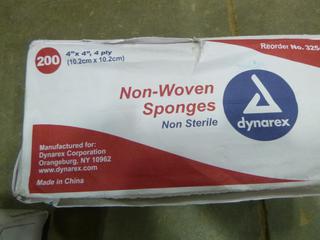 200
4"x 4", 4 ply
(10.2cm x 10.2cm)
Reorder No. 325
Non-Woven
Sponges
Non Sterile
dynarex
Manufactured for:
Dynarex Corporation
Orangeburg, NY 10962
www.dynarex.com
Made in China